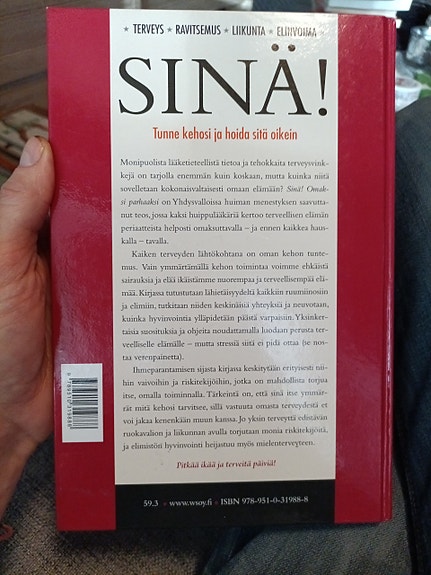 ★ TERVEYS ★ RAVITSEMUS ★ LIIKUNTA ★ ELINVOIMA ★
SINÄ!
Tunne kehosi ja hoida sitä oikein
Monipuolista lääketieteellistä tietoa ja tehokkaita terveysvink-
kejä on tarjolla enemmän kuin koskaan, mutta kuinka niitä
sovelletaan kokonaisvaltaisesti omaan elämään? Sinä! Omak-
si parhaaksi on Yhdysvalloissa huiman menestyksen saavutta-
nut teos, jossa kaksi huippulääkäriä kertoo terveellisen elämän
periaatteista helposti omaksuttavalla – ja ennen kaikkea haus-
kalla – tavalla.
Kaiken terveyden lähtökohtana on oman kehon tunte-
mus. Vain ymmärtämällä kehon toimintaa voimme ehkäistä
sairauksia ja elää ikäistämme nuorempaa ja terveellisempää elä-
mää. Kirjassa tutustutaan lähietäisyydeltä kaikkiin ruumiinosiin
ja elimiin, tutkitaan niiden keskinäisiä yhteyksiä ja neuvotaan,
kuinka hyvinvointia ylläpidetään päästä varpaisiin. Yksinker-
taisia suosituksia ja ohjeita noudattamalla luodaan perusta ter-
veelliselle elämälle – mutta stressiä siitä ei pidä ottaa (se nos-
taa verenpainetta).
Ihmeparantamisen sijasta kirjassa keskitytään erityisesti nii-
hin vaivoihin ja riskitekijöihin, jotka on mahdollista torjua
itse, omalla toiminnalla. Tärkeintä on, että sinä itse ymmär-
rät mitä kehosi tarvitsee, sillä vastuuta omasta terveydestä et
voi jakaa kenenkään muun kanssa. Jo yksin terveyttä edistävän
ruokavalion ja liikunnan avulla torjutaan monia riskitekijöitä,
ja elimistön hyvinvointi heijastuu myös mielenterveyteen.
Pitkää ikää ja terveitä päiviä!
59.3 ★ www.wsoy.fi ★ ISBN 978-951-0-31988-8
9 789510 319888